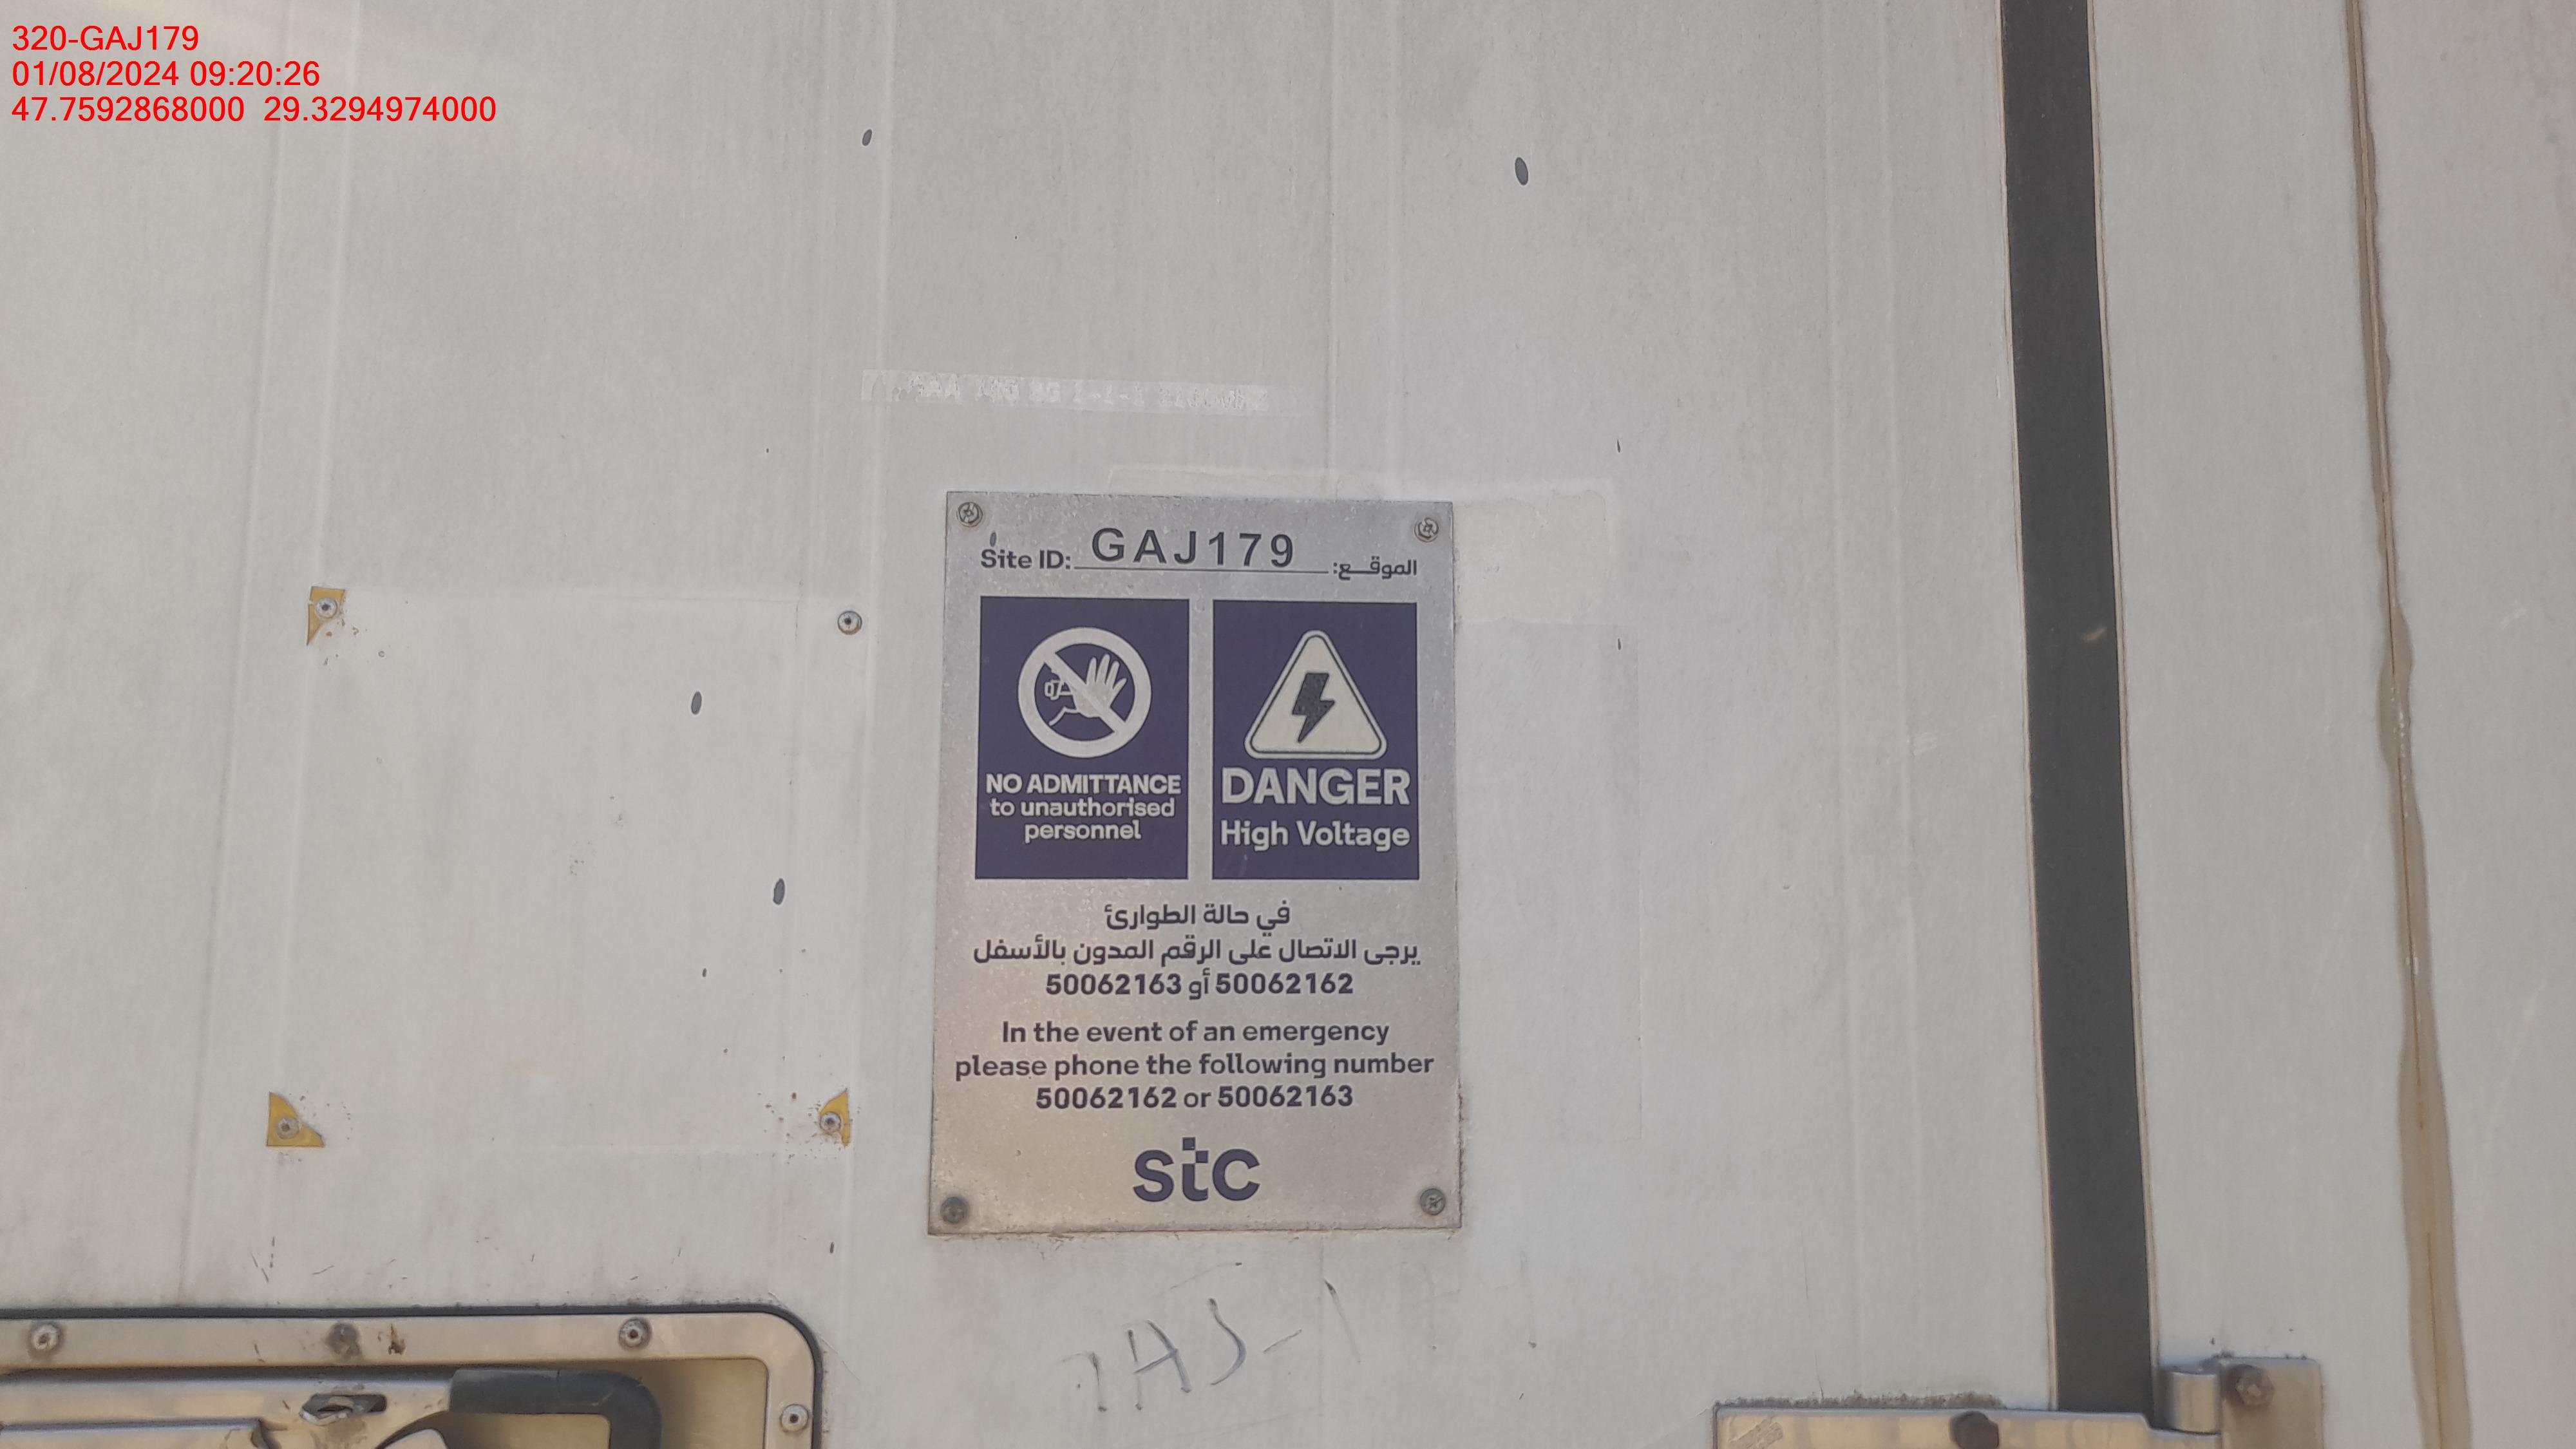 320-GAJ179
01/08/2024 09:20:26
47.7592868000 29.3294974000
Site ID: GAJ179 الموقـع:
NO ADMITTANCE
to unauthorised
personnel
DANGER
High Voltage
في حالة الطوارئ
يرجى الاتصال على الرقم المدون بالأسفل
50062162 أو 50062163
In the event of an emergency
please phone the following number
50062162 or 50062163
stc